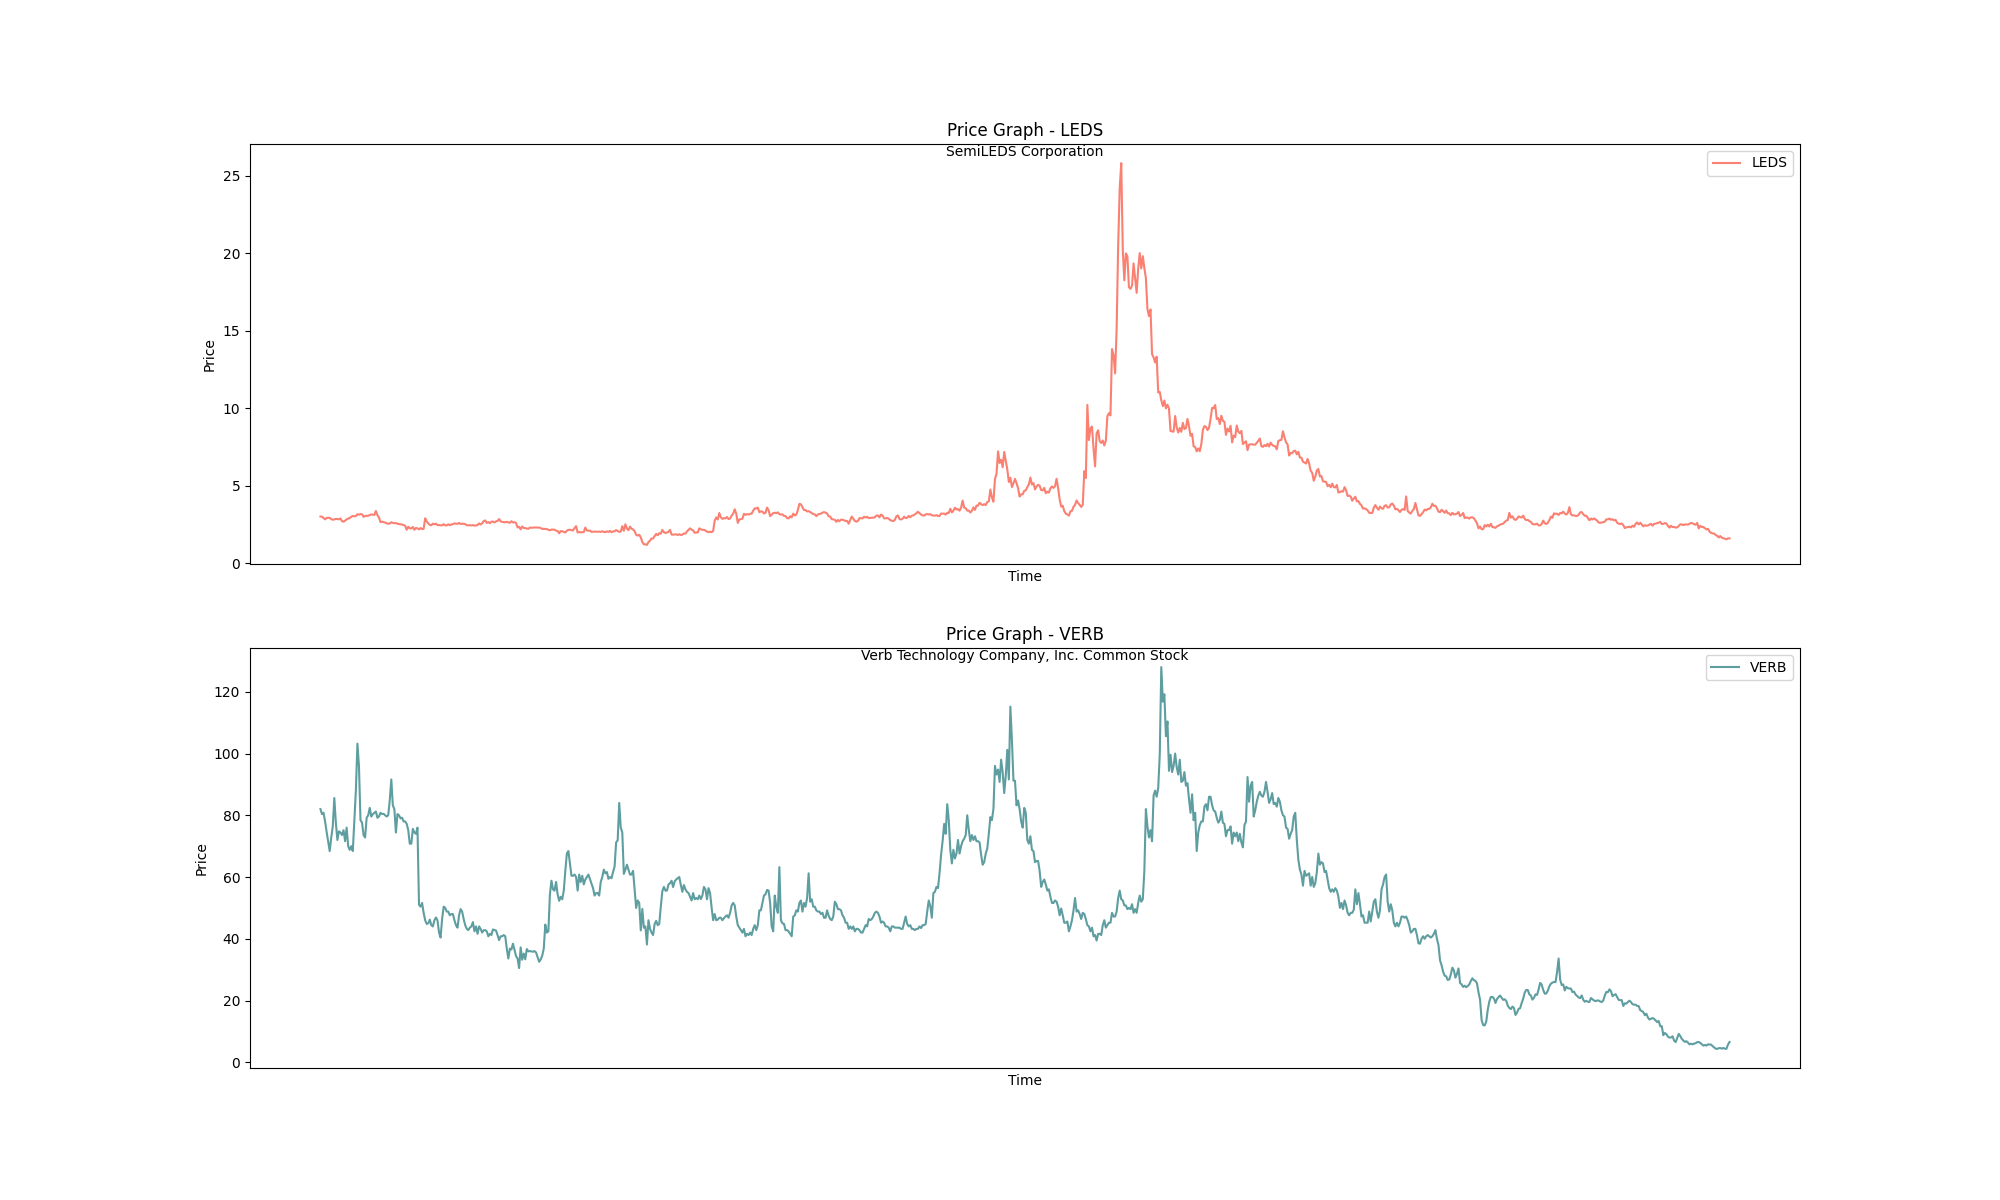 Price Graph - LEDS
SemiLEDS Corporation
LEDS
25
20
15
10
5
0
Price
Time
Price Graph - VERB
Verb Technology Company, Inc. Common Stock
VERB
120
100
80
60
40
20
0
Price
Time